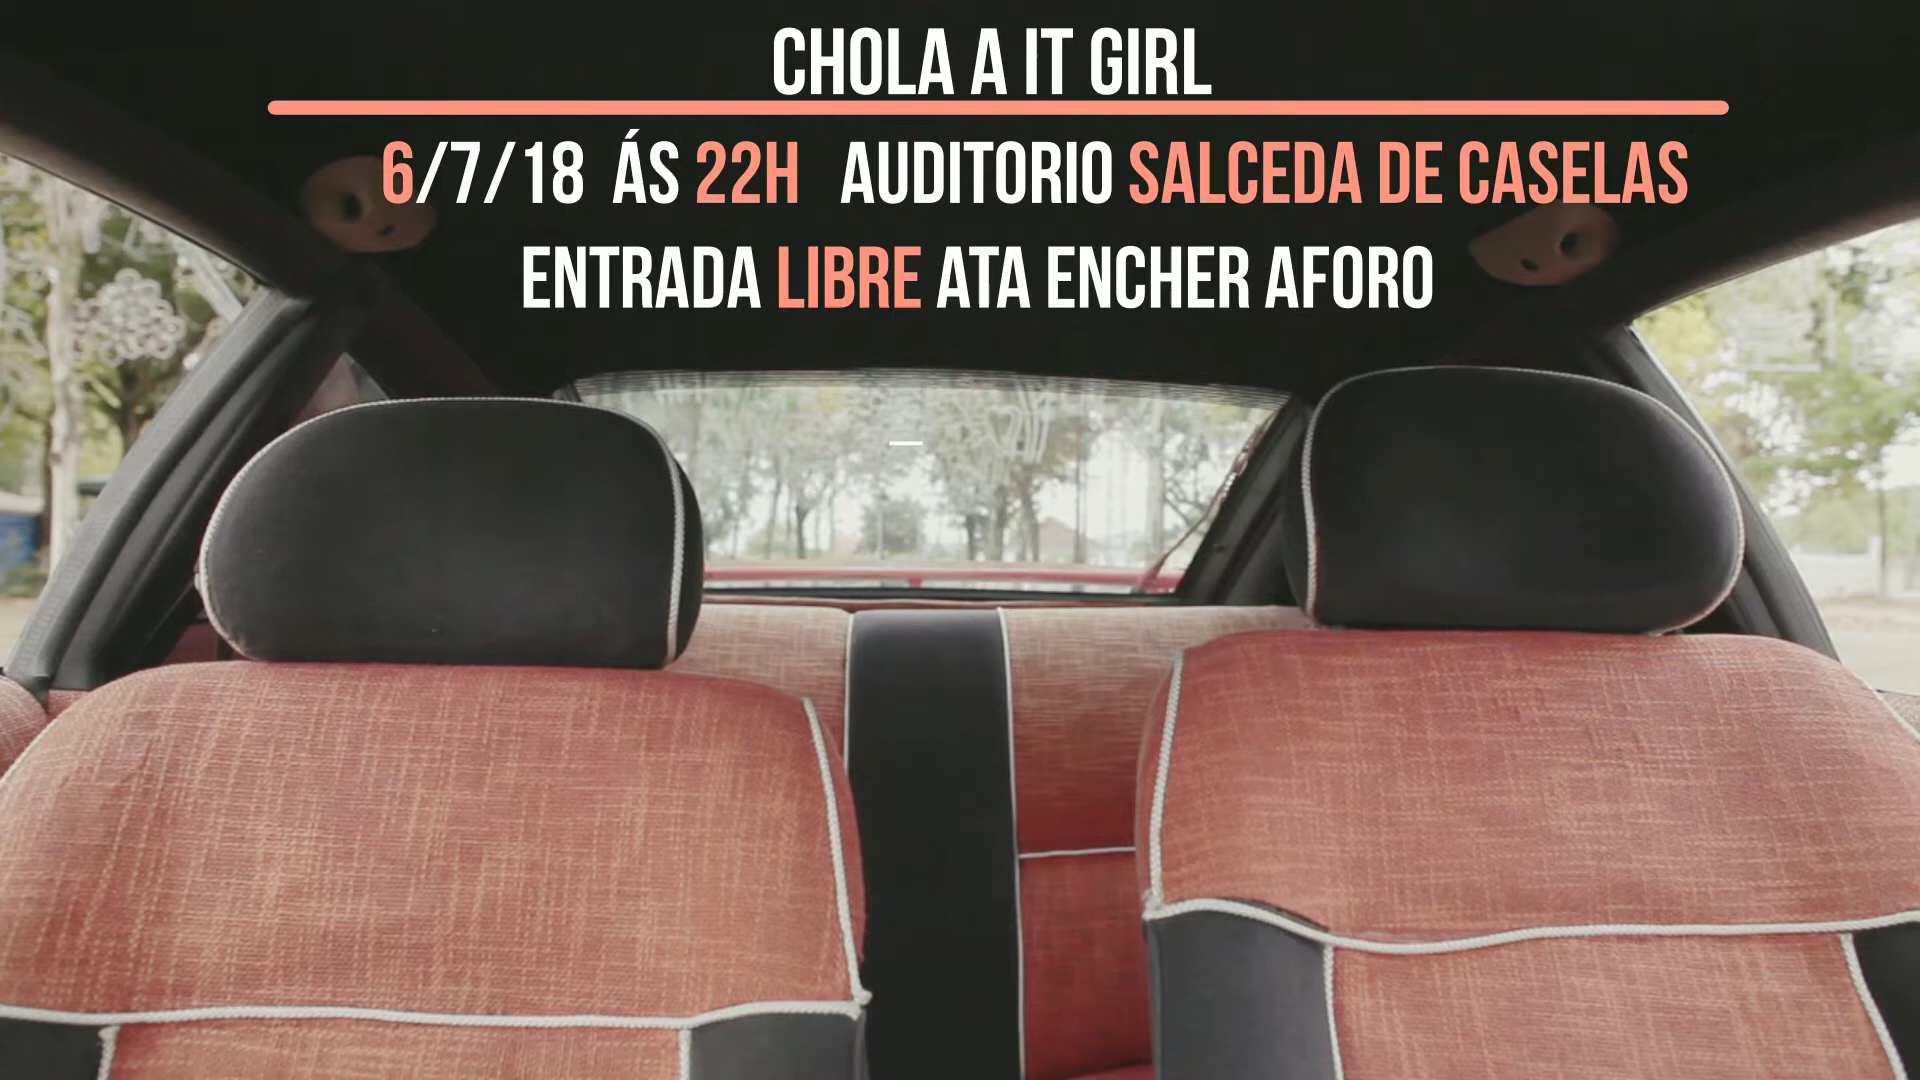 CHOLA A IT GIRL
6/7/18 ÁS 22H AUDITORIO SALCEDA DE CASELAS
ENTRADA LIBRE ATA ENCHER AFORO